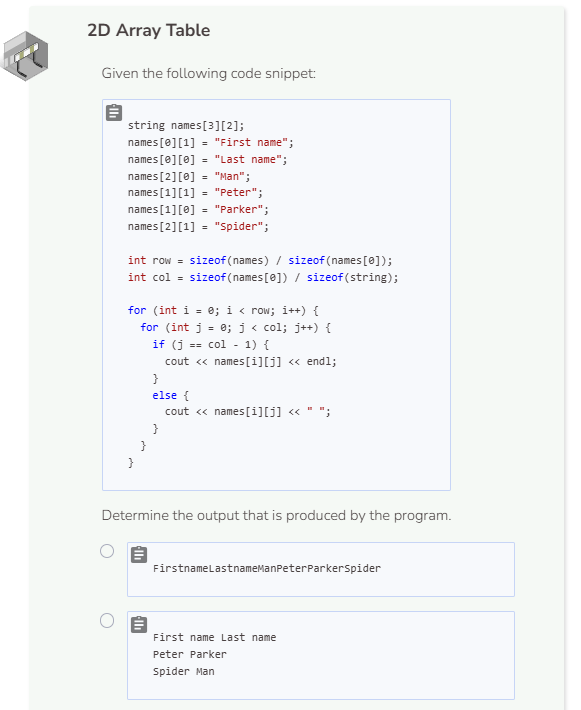 2D Array Table
Given the following code snippet:
string names[3][2];
names[0][1] = "First name";
names[0][0] = "Last name";
names[2][0] = "Man";
names[1][1] = "Peter";
names[1][0] = "Parker";
names[2][1] = "Spider";
int row = sizeof(names) / sizeof(names[0]);
int col = sizeof(names[0]) / sizeof(string);
for (int i = 0; i < row; i++) {
for (int j = 0; j < col; j++) {
if (j == col - 1) {
cout << names[i][j] << endl;
}
else {
cout << names[i][j] << " ";
}
}
}
Determine the output that is produced by the program.
FirstnameLastnameManPeterParkerSpider
First name Last name
Peter Parker
Spider Man